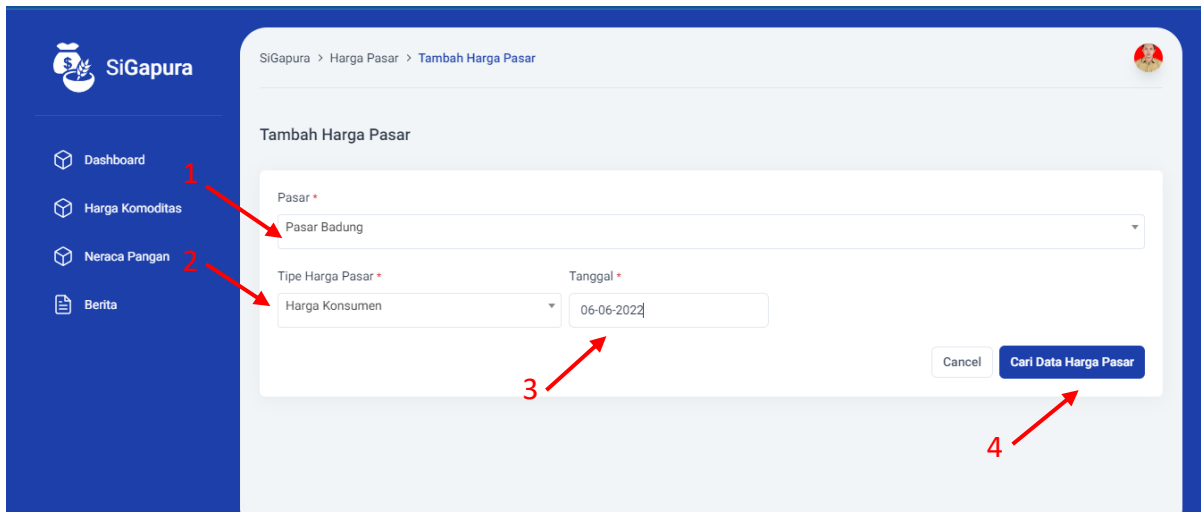 SiGapura
Dashboard
Harga Komoditas
Neraca Pangan
Berita
SiGapura > Harga Pasar > Tambah Harga Pasar
Tambah Harga Pasar
1
Pasar *
Pasar Badung
2
Tipe Harga Pasar *
Tanggal *
Harga Konsumen
06-06-2022
3
Cancel
Cari Data Harga Pasar
4